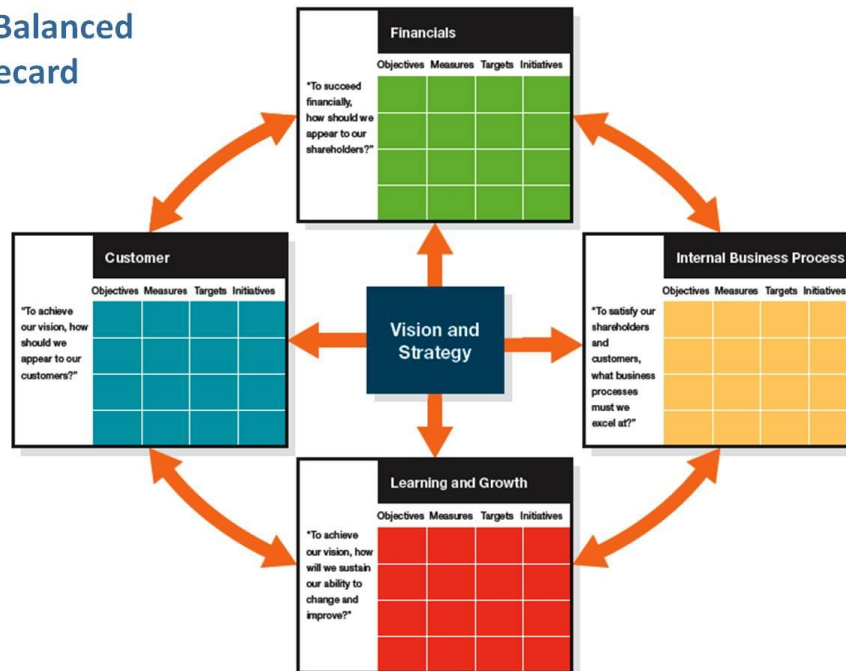 Balanced
ecard
Financials
Objectives Measures Targets Initiatives
"To succeed
financially,
how should we
appear to our
shareholders?"
Customer
Objectives Measures Targets Initiatives
"To achieve
our vision, how
should we
appear to our
customers?"
Vision and
Strategy
Internal Business Process
Objectives Measures Targets Initiatives
"To satisfy our
shareholders
and
customers,
what business
processes
must we
excel at?"
Learning and Growth
Objectives Measures Targets Initiatives
"To achieve
our vision, how
will we sustain
our ability to
change and
improve?"